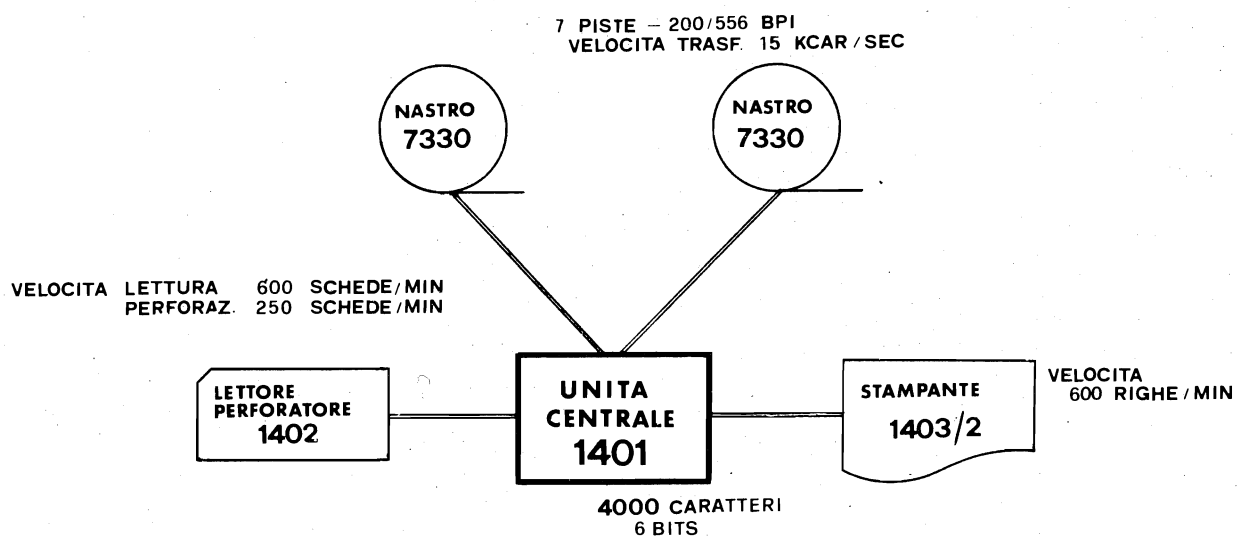 7 PISTE – 200/556 BPI
VELOCITA TRASF. 15 KCAR/SEC
NASTRO
7330
NASTRO
7330
VELOCITA LETTURA 600 SCHEDE/MIN
PERFORAZ. 250 SCHEDE/MIN
LETTORE
PERFORATORE
1402
UNITA
CENTRALE
1401
STAMPANTE
1403/2
VELOCITA
600 RIGHE/MIN
4000 CARATTERI
6 BITS